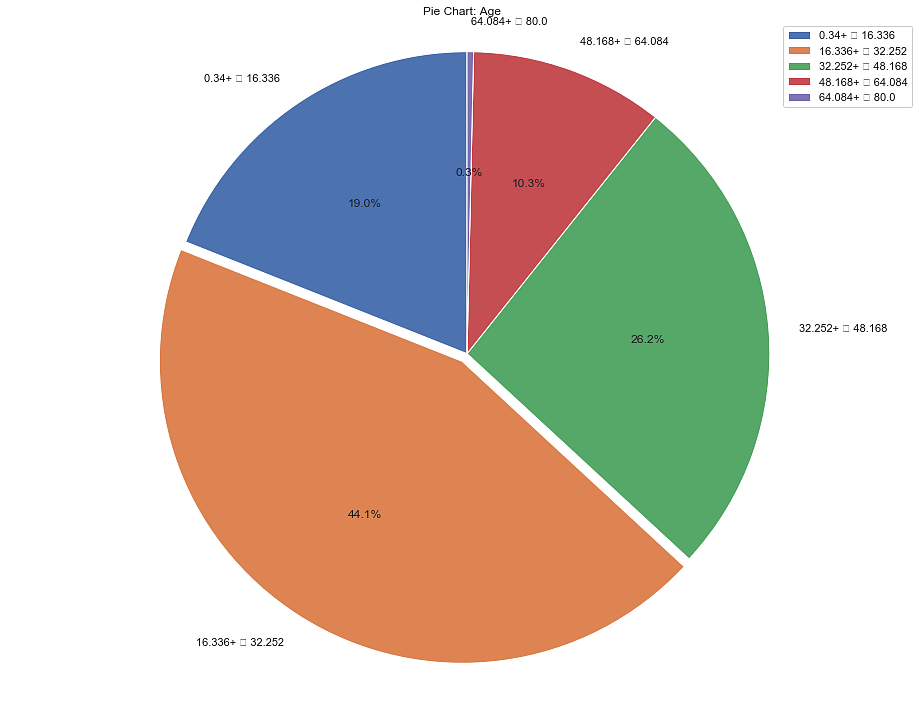 Pie Chart: Age
64.084+ ▯ 80.0
48.168+ ▯ 64.084
0.34+ ▯ 16.336
0.34+ ▯ 16.336
16.336+ ▯ 32.252
32.252+ ▯ 48.168
48.168+ ▯ 64.084
64.084+ ▯ 80.0
0.3%
10.3%
19.0%
32.252+ ▯ 48.168
26.2%
44.1%
16.336+ ▯ 32.252